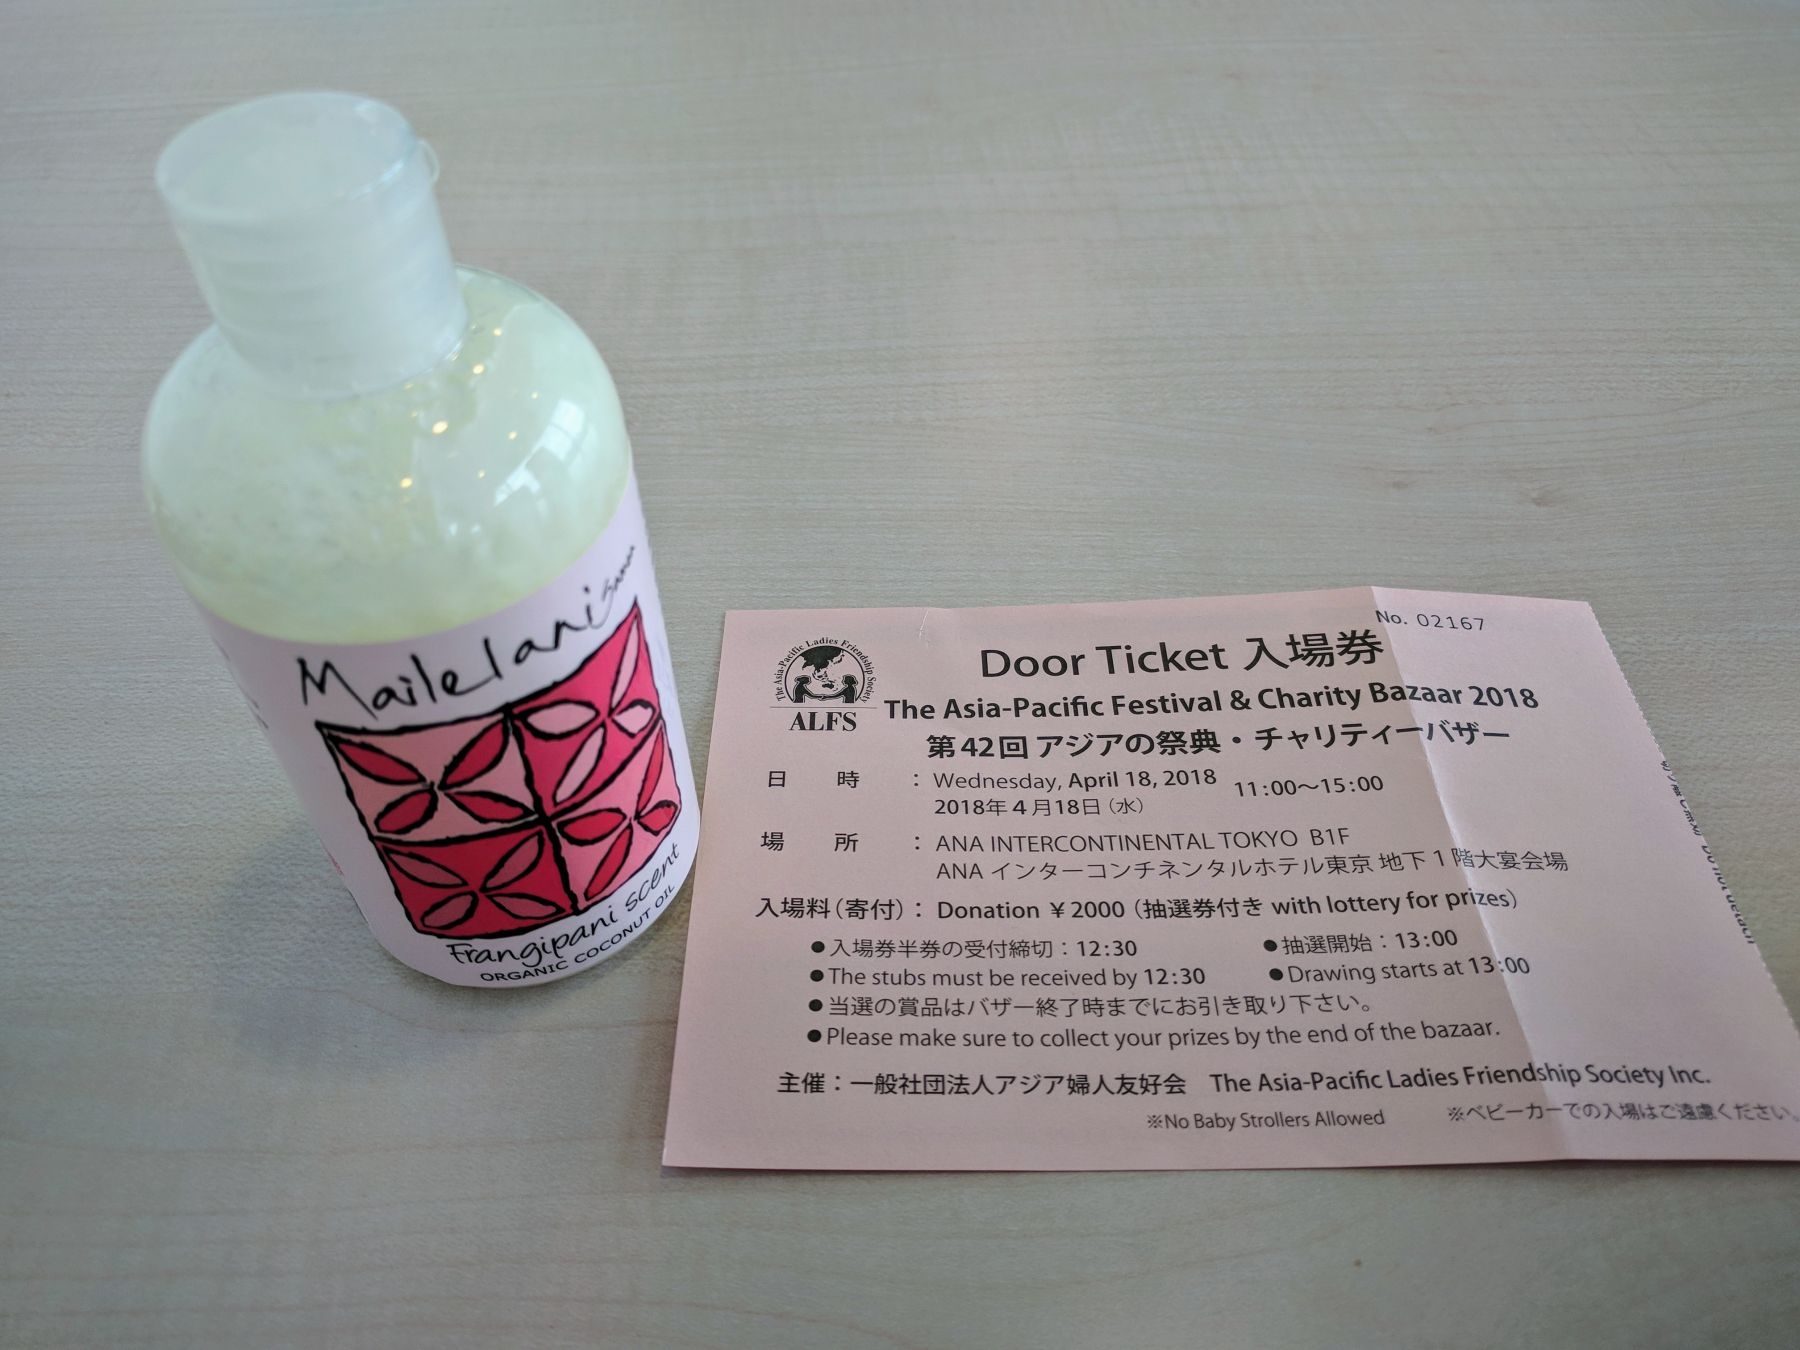 Mailelani
Samoa
Frangipani scent
ORGANIC COCONUT OIL
No. 02167
The Asia-Pacific Ladies Friendship Society
ALFS
Door Ticket 入場券
The Asia-Pacific Festival & Charity Bazaar 2018
第42回 アジアの祭典・チャリティーバザー
日 時 : Wednesday, April 18, 2018 11:00～15:00
2018年4月18日(水)
場 所 : ANA INTERCONTINENTAL TOKYO B1F
ANA インターコンチネンタルホテル東京 地下1階大宴会場
入場料(寄付): Donation ¥2000 (抽選券付き with lottery for prizes)
●入場券半券の受付締切:12:30 ●抽選開始:13:00
●The stubs must be received by 12:30 ●Drawing starts at 13:00
●当選の賞品はバザー終了時までにお引き取り下さい。
●Please make sure to collect your prizes by the end of the bazaar.
主催:一般社団法人アジア婦人友好会 The Asia-Pacific Ladies Friendship Society Inc.
※No Baby Strollers Allowed ※ベビーカーでの入場はご遠慮ください。
Do not detach